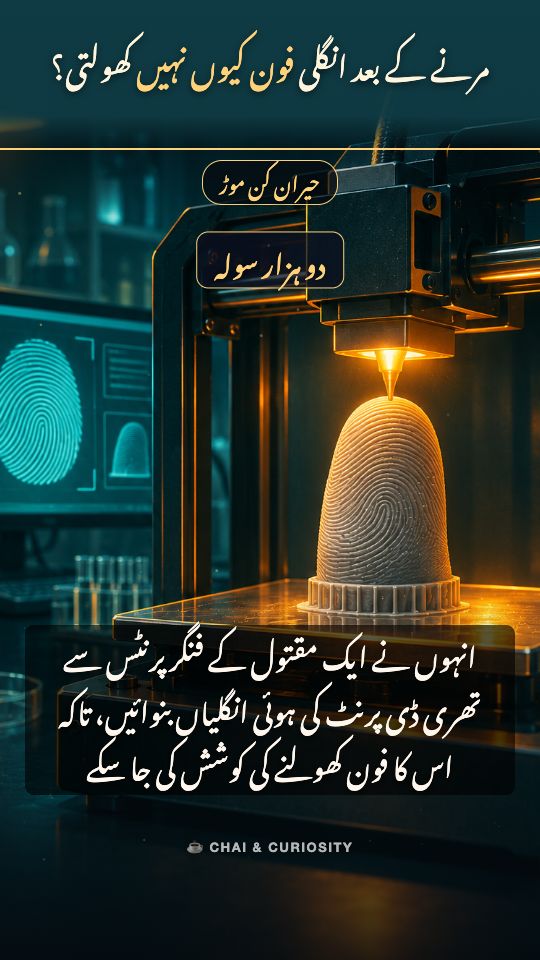 مرنے کے بعد انگلی فون کیوں نہیں کھولتی؟
حیران کن موڑ
دو ہزار سولہ
انہوں نے ایک مقتول کے فنگر پرنٹس سے
تھری ڈی پرنٹ کی ہوئی انگلیاں بنوائیں، تاکہ
اس کا فون کھولنے کی کوشش کی جا سکے
☕ CHAI & CURIOSITY